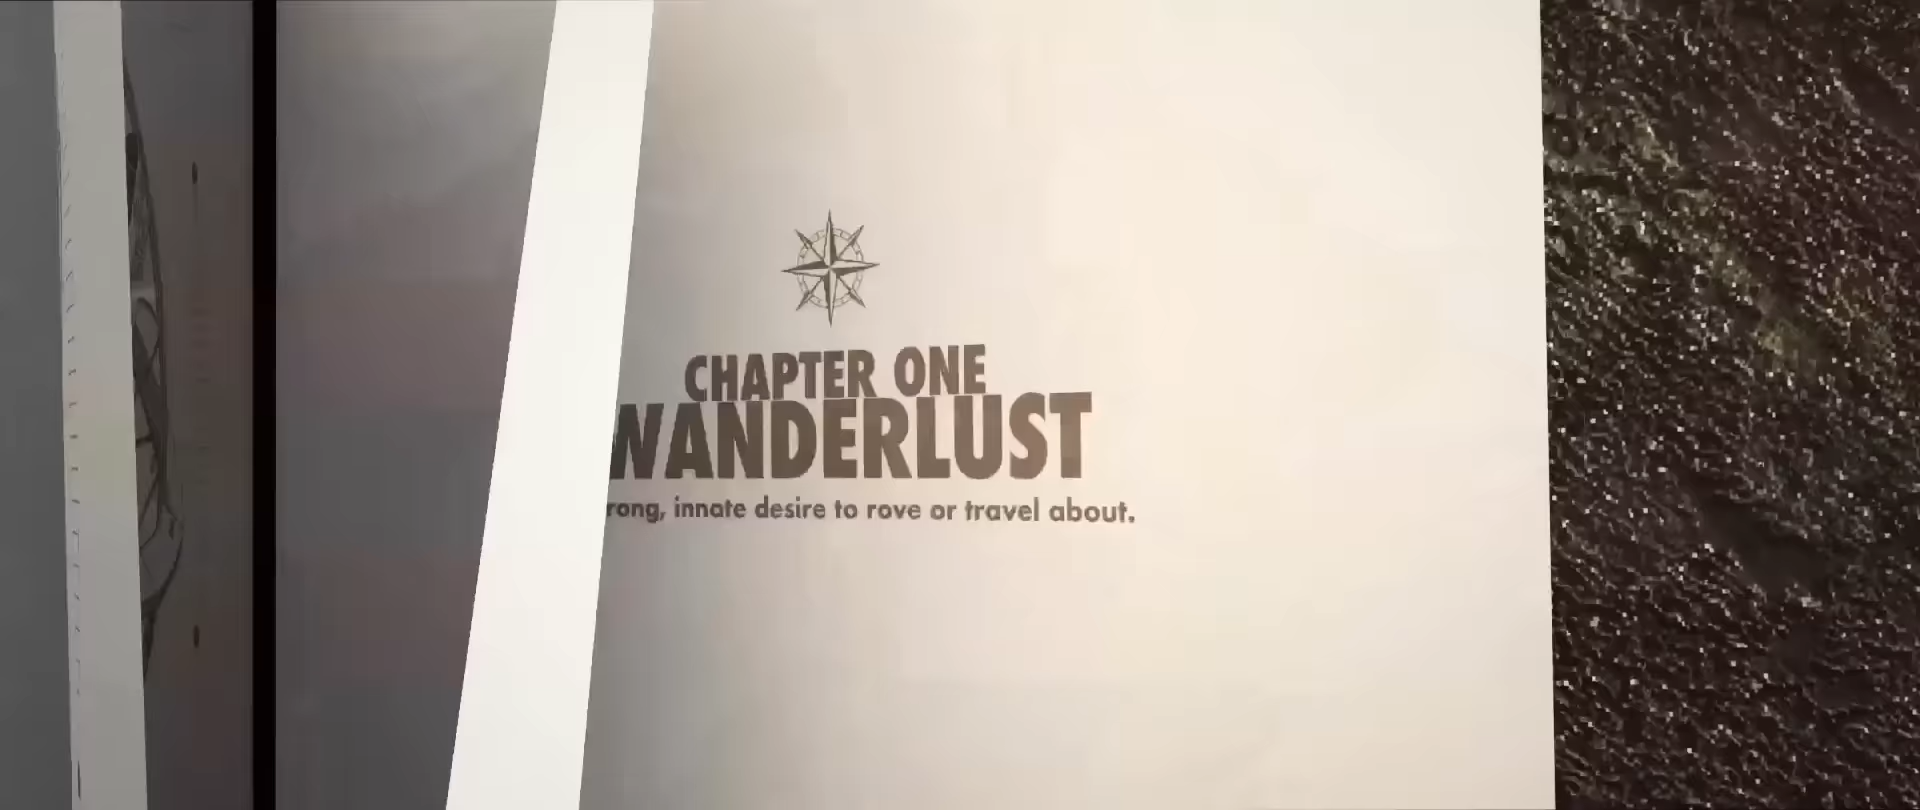 CHAPTER ONE
WANDERLUST
rong, innate desire to rove or travel about.